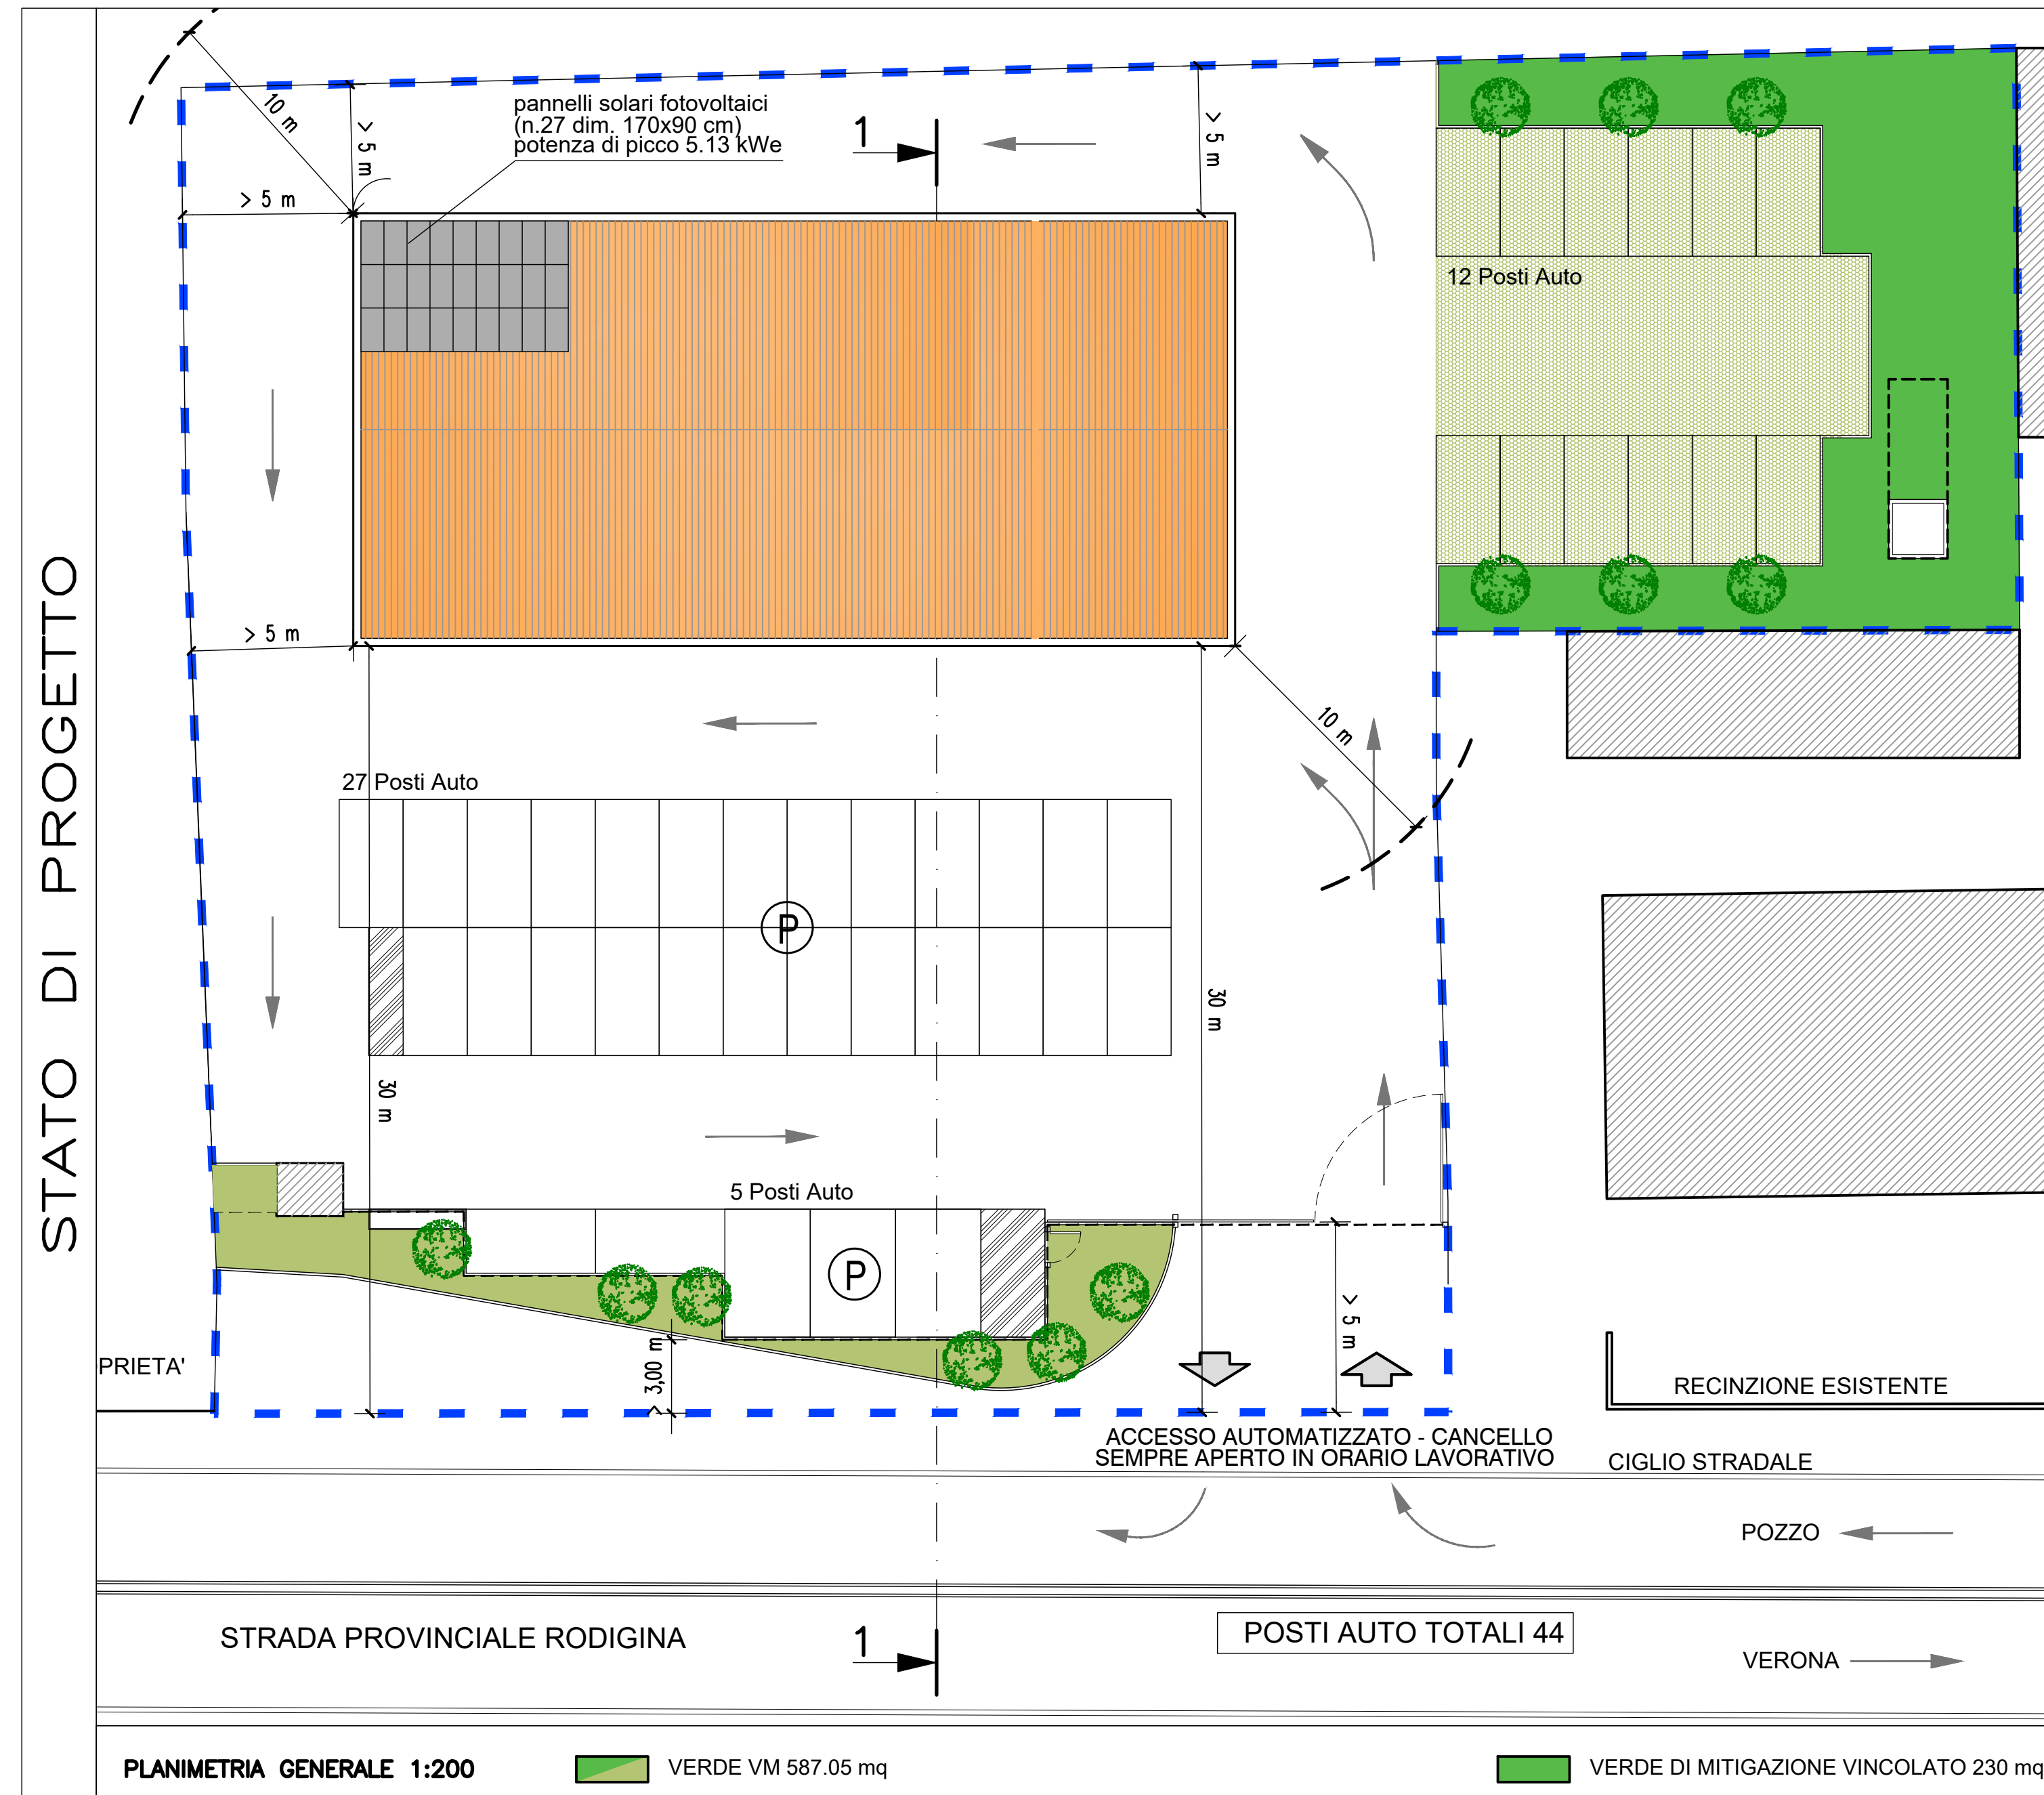 STATO DI PROGETTO
10 m
> 5 m
pannelli solari fotovoltaici
(n.27 dim. 170x90 cm)
potenza di picco 5.13 kWe
1
> 5 m
> 5 m
12 Posti Auto
> 5 m
10 m
27 Posti Auto
P
30 m
30 m
5 Posti Auto
P
> 5 m
> 3,00 m
PRIETA'
RECINZIONE ESISTENTE
ACCESSO AUTOMATIZZATO - CANCELLO
SEMPRE APERTO IN ORARIO LAVORATIVO
CIGLIO STRADALE
POZZO
STRADA PROVINCIALE RODIGINA
1
POSTI AUTO TOTALI 44
VERONA
PLANIMETRIA GENERALE 1:200
VERDE VM 587.05 mq
VERDE DI MITIGAZIONE VINCOLATO 230 mq